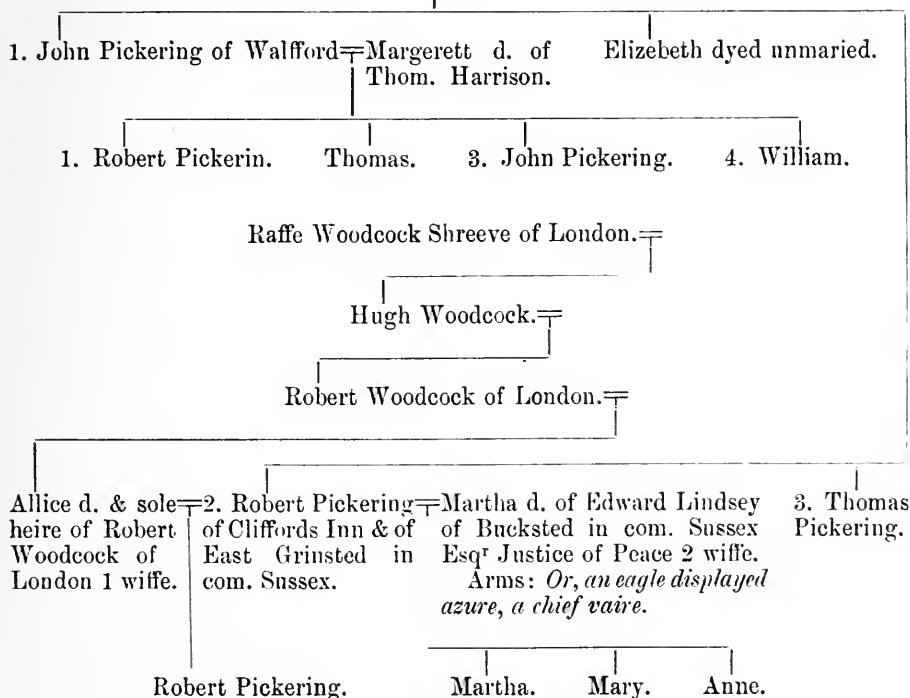 1. John Pickering of Walfford Margerett d. of Elizebeth dyed unmaried.
Thom. Harrison.
1. Robert Pickerin. Thomas. 3. John Pickering. 4. William.
Raffe Woodcock Shreeve of London.
Hugh Woodcock.
Robert Woodcock of London.
Allice d. & sole 2. Robert Pickering Martha d. of Edward Lindsey 3. Thomas
heire of Robert of Cliffords Inn & of of Bucksted in com. Sussex Pickering.
Woodcock of East Grinsted in Esqʳ Justice of Peace 2 wiffe.
London 1 wiffe. com. Sussex. Arms: Or, an eagle displayed
azure, a chief vaire.
Robert Pickering. Martha. Mary. Anne.